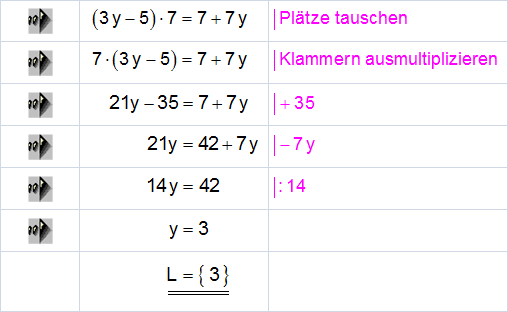 (3y − 5) · 7 = 7 + 7y |Plätze tauschen
7 · (3y − 5) = 7 + 7y |Klammern ausmultiplizieren
21y − 35 = 7 + 7y |+ 35
21y = 42 + 7y |− 7y
14y = 42 |: 14
y = 3
L = { 3 }